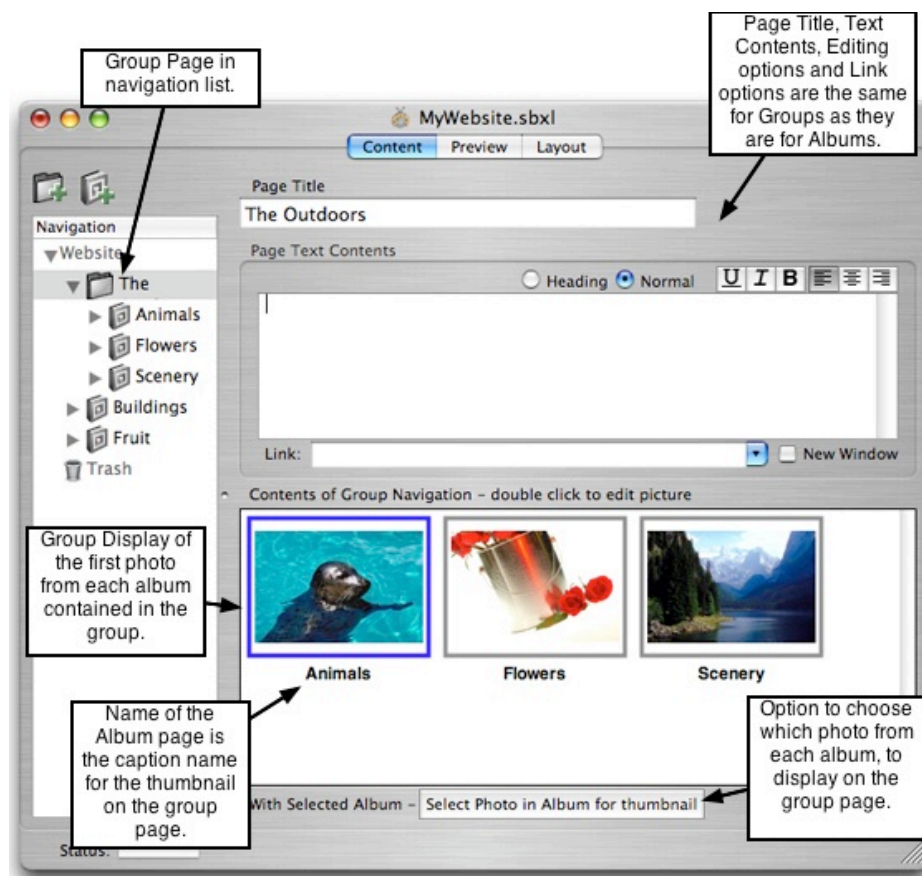 Page Title, Text
Contents, Editing
options and Link
options are the same
for Groups as they
are for Albums.
Group Page in
navigation list.
MyWebsite.sbxl
Content Preview Layout
Page Title
The Outdoors
Navigation
Website
The
Animals
Flowers
Scenery
Buildings
Fruit
Trash
Page Text Contents
Heading Normal U I B
Link: New Window
Contents of Group Navigation - double click to edit picture
Group Display of
the first photo
from each album
contained in the
group.
Animals Flowers Scenery
Name of the
Album page is
the caption name
for the thumbnail
on the group
page.
Option to choose
which photo from
each album, to
display on the
group page.
With Selected Album - Select Photo in Album for thumbnail
Status: